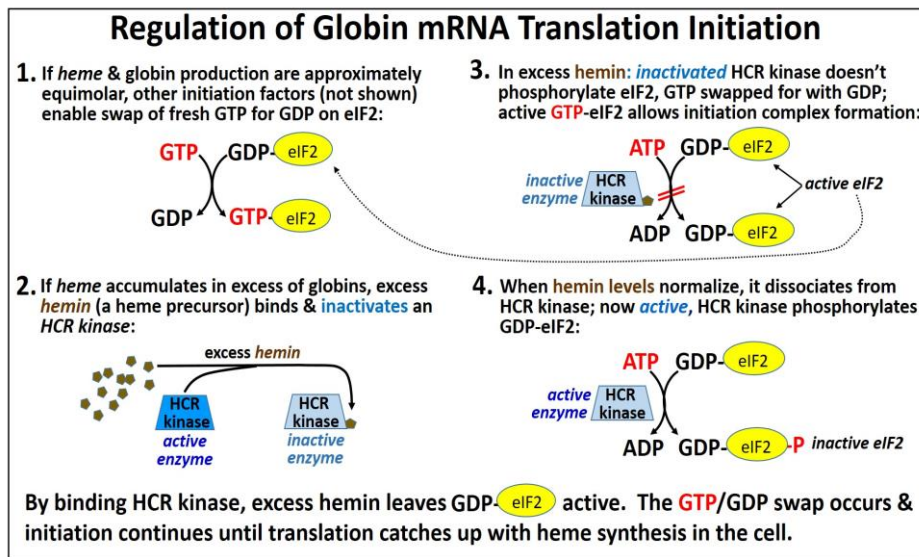 Regulation of Globin mRNA Translation Initiation
1. If heme & globin production are approximately
equimolar, other initiation factors (not shown)
enable swap of fresh GTP for GDP on eIF2:
GTP GDP- eIF2
GDP GTP- eIF2
2. If heme accumulates in excess of globins, excess
hemin (a heme precursor) binds & inactivates an
HCR kinase:
excess hemin
HCR
kinase
active
enzyme
HCR
kinase
inactive
enzyme
3. In excess hemin: inactivated HCR kinase doesn’t
phosphorylate eIF2, GTP swapped for with GDP;
active GTP-eIF2 allows initiation complex formation:
ATP GDP- eIF2
inactive
enzyme
HCR
kinase
active eIF2
ADP GDP- eIF2
4. When hemin levels normalize, it dissociates from
HCR kinase; now active, HCR kinase phosphorylates
GDP-eIF2:
ATP GDP- eIF2
active
enzyme
HCR
kinase
ADP GDP- eIF2 -P inactive eIF2
By binding HCR kinase, excess hemin leaves GDP- eIF2 active. The GTP/GDP swap occurs &
initiation continues until translation catches up with heme synthesis in the cell.